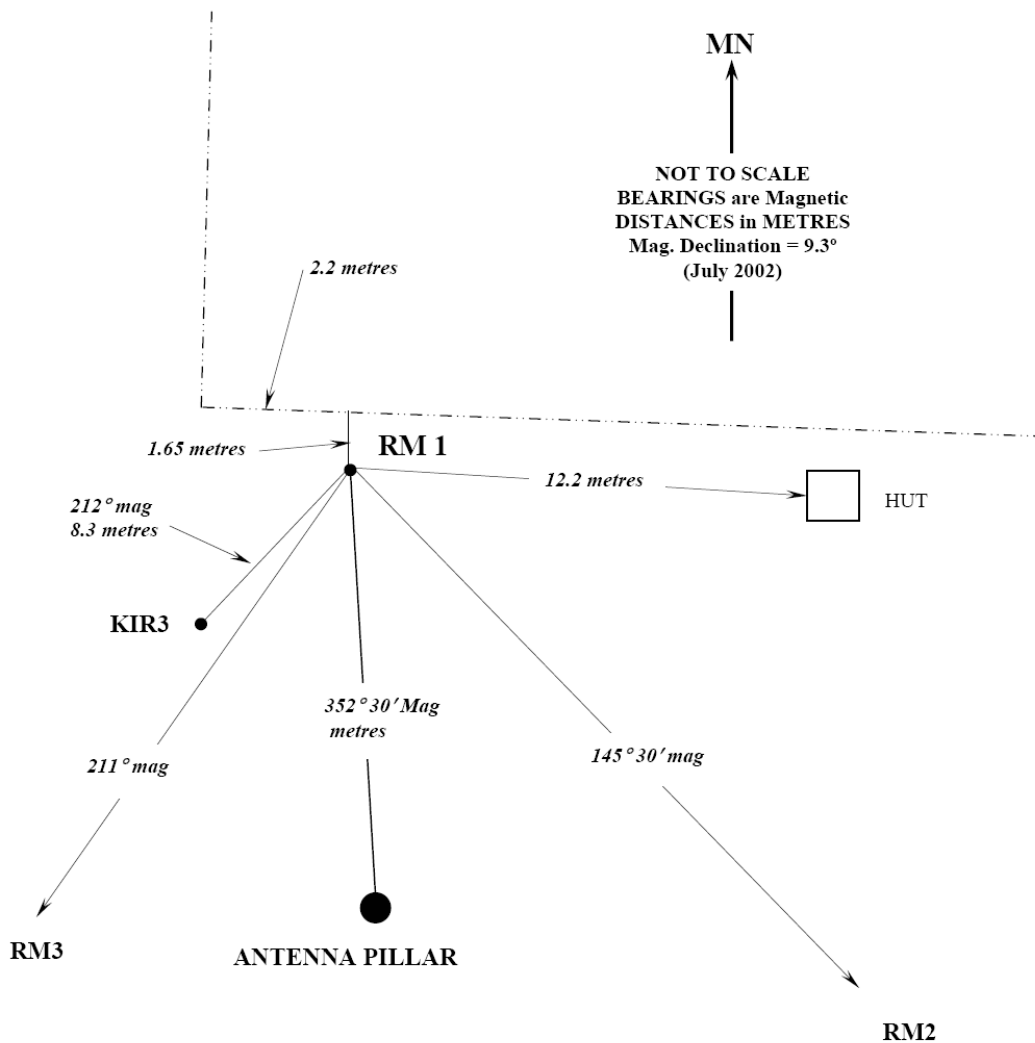 MN
NOT TO SCALE
BEARINGS are Magnetic
DISTANCES in METRES
Mag. Declination = 9.3º
(July 2002)
2.2 metres
1.65 metres
RM 1
12.2 metres
HUT
212° mag
8.3 metres
KIR3
352° 30′ Mag
metres
211° mag
145° 30′ mag
RM3
ANTENNA PILLAR
RM2